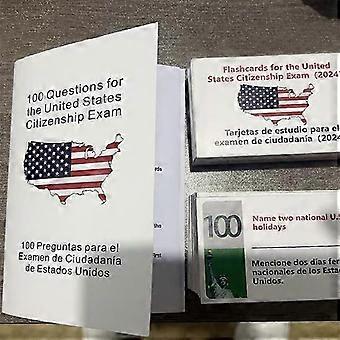 100 Questions for
the United States
Citizenship Exam
100 Preguntas para el
Examen de Ciudadanía
de Estados Unidos
Flashcards for the United
States Citizenship Exam (2024
Tarjetas de estudio para el
examen de ciudadanía (2024
100
Name two national U.S
holidays
Mencione dos días fe
nacionales de los Estad
Unidos.